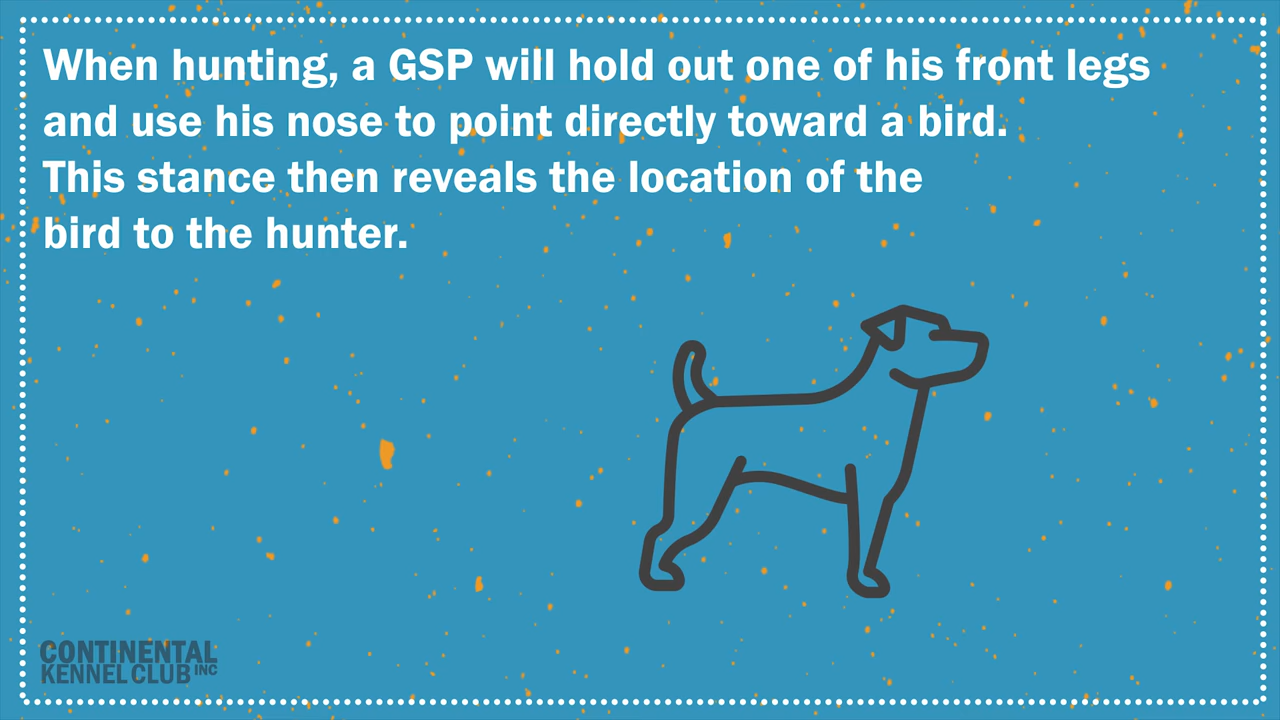 When hunting, a GSP will hold out one of his front legs
and use his nose to point directly toward a bird.
This stance then reveals the location of the
bird to the hunter.
CONTINENTAL
KENNEL CLUB INC